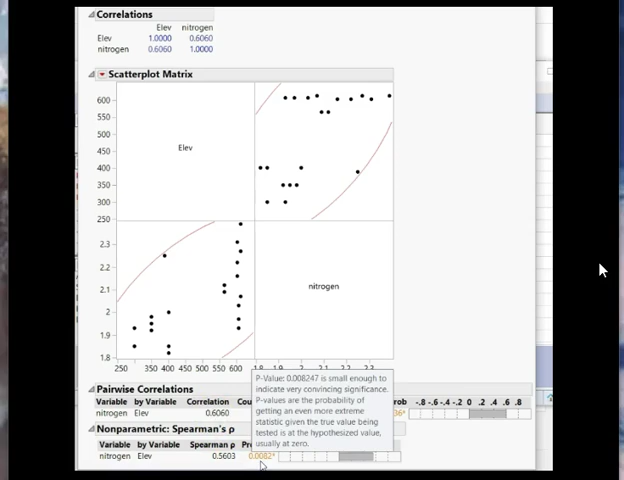 Correlations
Elev nitrogen
Elev 1.0000 0.6060
nitrogen 0.6060 1.0000
Scatterplot Matrix
600
550
500
450
400
350
300
250
Elev
2.3
2.2
2.1
2
1.9
1.8
nitrogen
250 350 400 450 500 550 600 1.8 1.9 2 2.1 2.2 2.3
Pairwise Correlations
Variable by Variable Correlation -.8 -.6 -.4 -.2 0 .2 .4 .6 .8
nitrogen Elev 0.6060
Nonparametric: Spearman's ρ
Variable by Variable Spearman ρ
nitrogen Elev 0.5603 0.0082*
P-Value: 0.008247 is small enough to
indicate very convincing significance.
P-values are the probability of
getting an even more extreme
statistic given the true value being
tested is at the hypothesized value,
usually at zero.